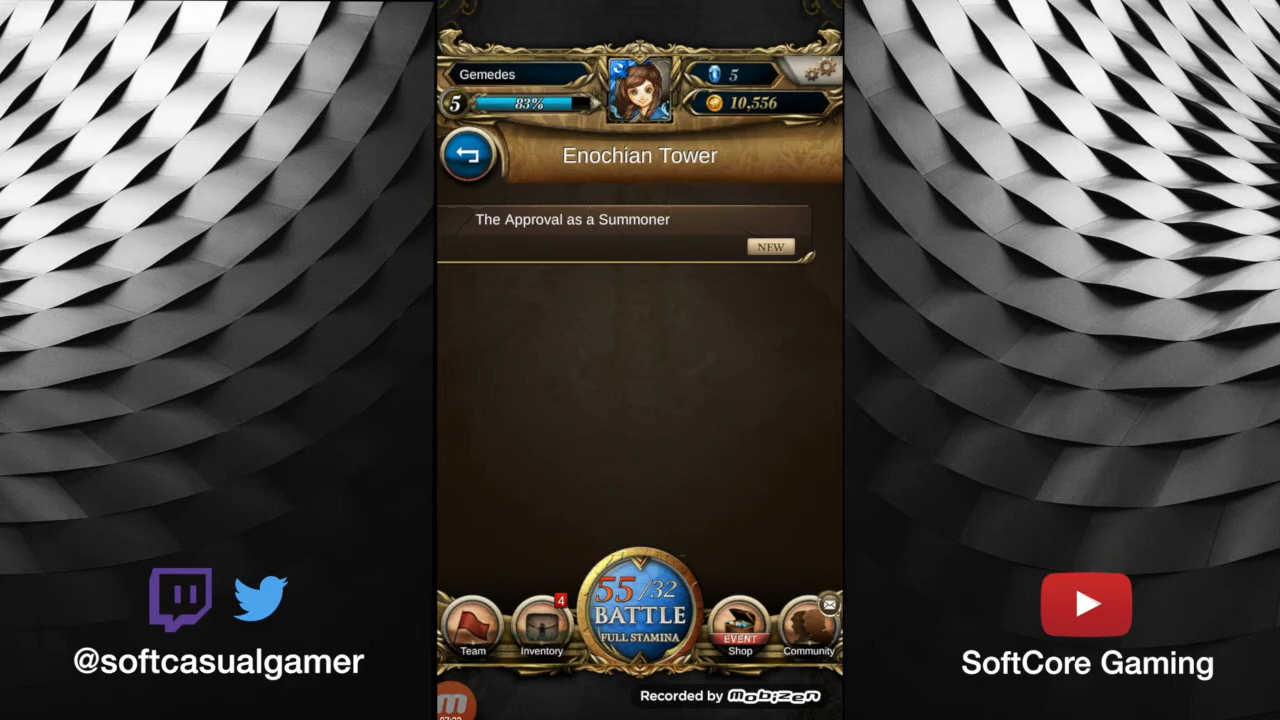 Gemedes
5
5
83%
10,556
Enochian Tower
The Approval as a Summoner
NEW
55/32
BATTLE
FULL STAMINA
4
EVENT
Team
Inventory
Shop
Community
@softcasualgamer
SoftCore Gaming
Recorded by mobizen
m